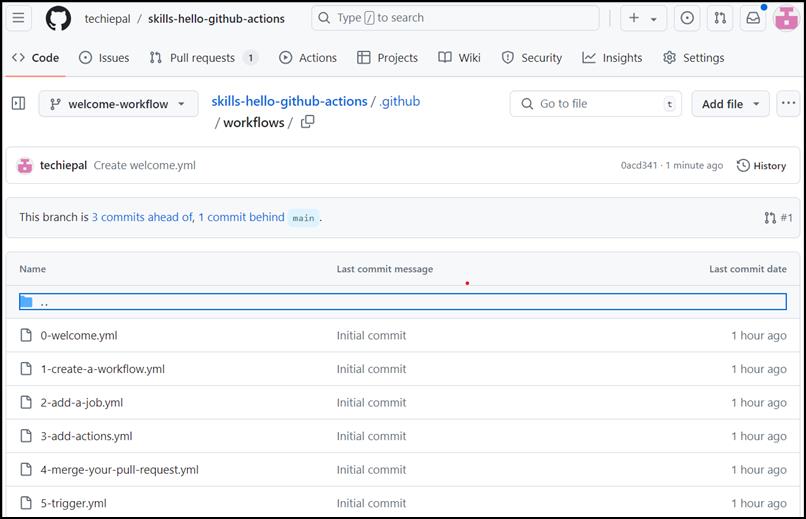 techiepal / skills-hello-github-actions
Type / to search
Code
Issues
Pull requests 1
Actions
Projects
Wiki
Security
Insights
Settings
welcome-workflow
skills-hello-github-actions / .github
/ workflows /
Go to file t
Add file
techiepal Create welcome.yml
0acd341 · 1 minute ago
History
This branch is 3 commits ahead of, 1 commit behind main .
#1
Name Last commit message Last commit date
..
0-welcome.yml Initial commit 1 hour ago
1-create-a-workflow.yml Initial commit 1 hour ago
2-add-a-job.yml Initial commit 1 hour ago
3-add-actions.yml Initial commit 1 hour ago
4-merge-your-pull-request.yml Initial commit 1 hour ago
5-trigger.yml Initial commit 1 hour ago